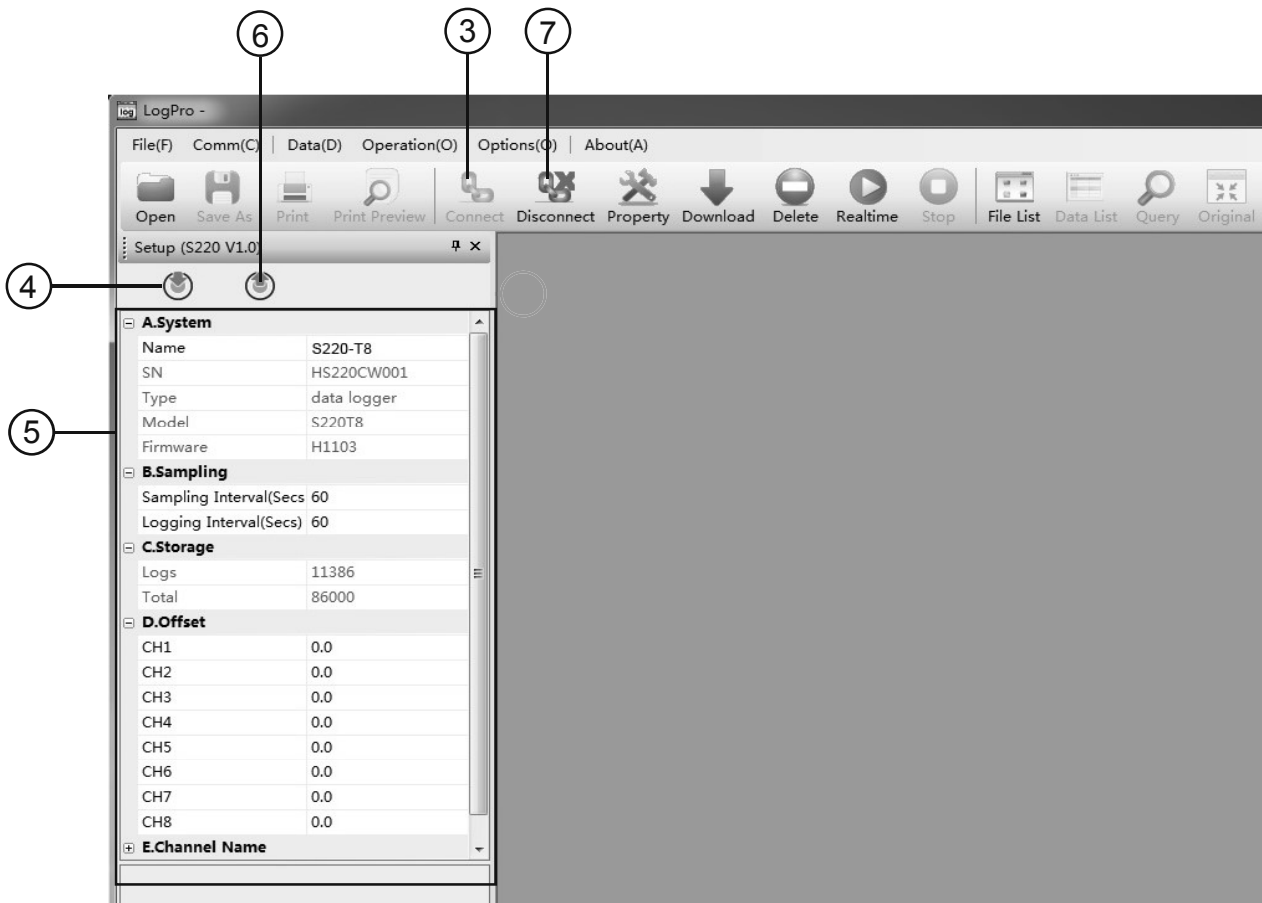 6 3 7
log LogPro -
File(F) Comm(C) Data(D) Operation(O) Options(O) About(A)
Open Save As Print Print Preview Connect Disconnect Property Download Delete Realtime Stop File List Data List Query Original
Setup (S220 V1.0)
4
A.System
Name S220-T8
SN HS220CW001
Type data logger
Model S220T8
5
Firmware H1103
B.Sampling
Sampling Interval(Secs 60
Logging Interval(Secs) 60
C.Storage
Logs 11386
Total 86000
D.Offset
CH1 0.0
CH2 0.0
CH3 0.0
CH4 0.0
CH5 0.0
CH6 0.0
CH7 0.0
CH8 0.0
E.Channel Name